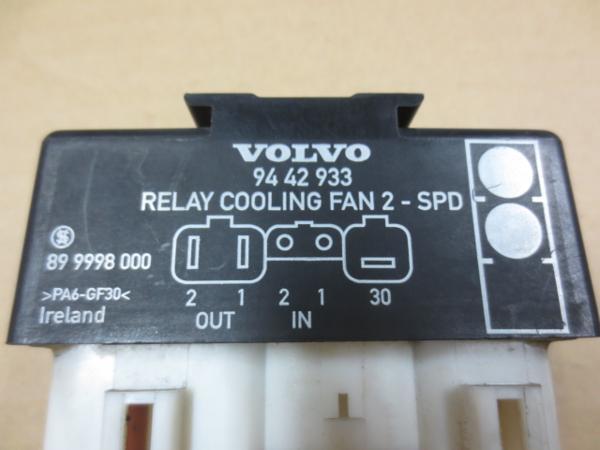 VOLVO
94 42 933
RELAY COOLING FAN 2 - SPD
89 9998 000
>PA6-GF30<
Ireland
2 1 2 1 30
OUT IN